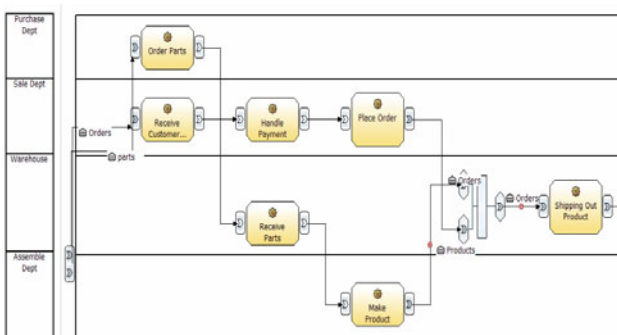 Purchase
Dept
Order Parts
Sale Dept
Orders
Receive
Customer...
Handle
Payment
Place Order
Warehouse
parts
Orders
Orders
Shipping Out
Product
Receive
Parts
Products
Assemble
Dept
Make
Product